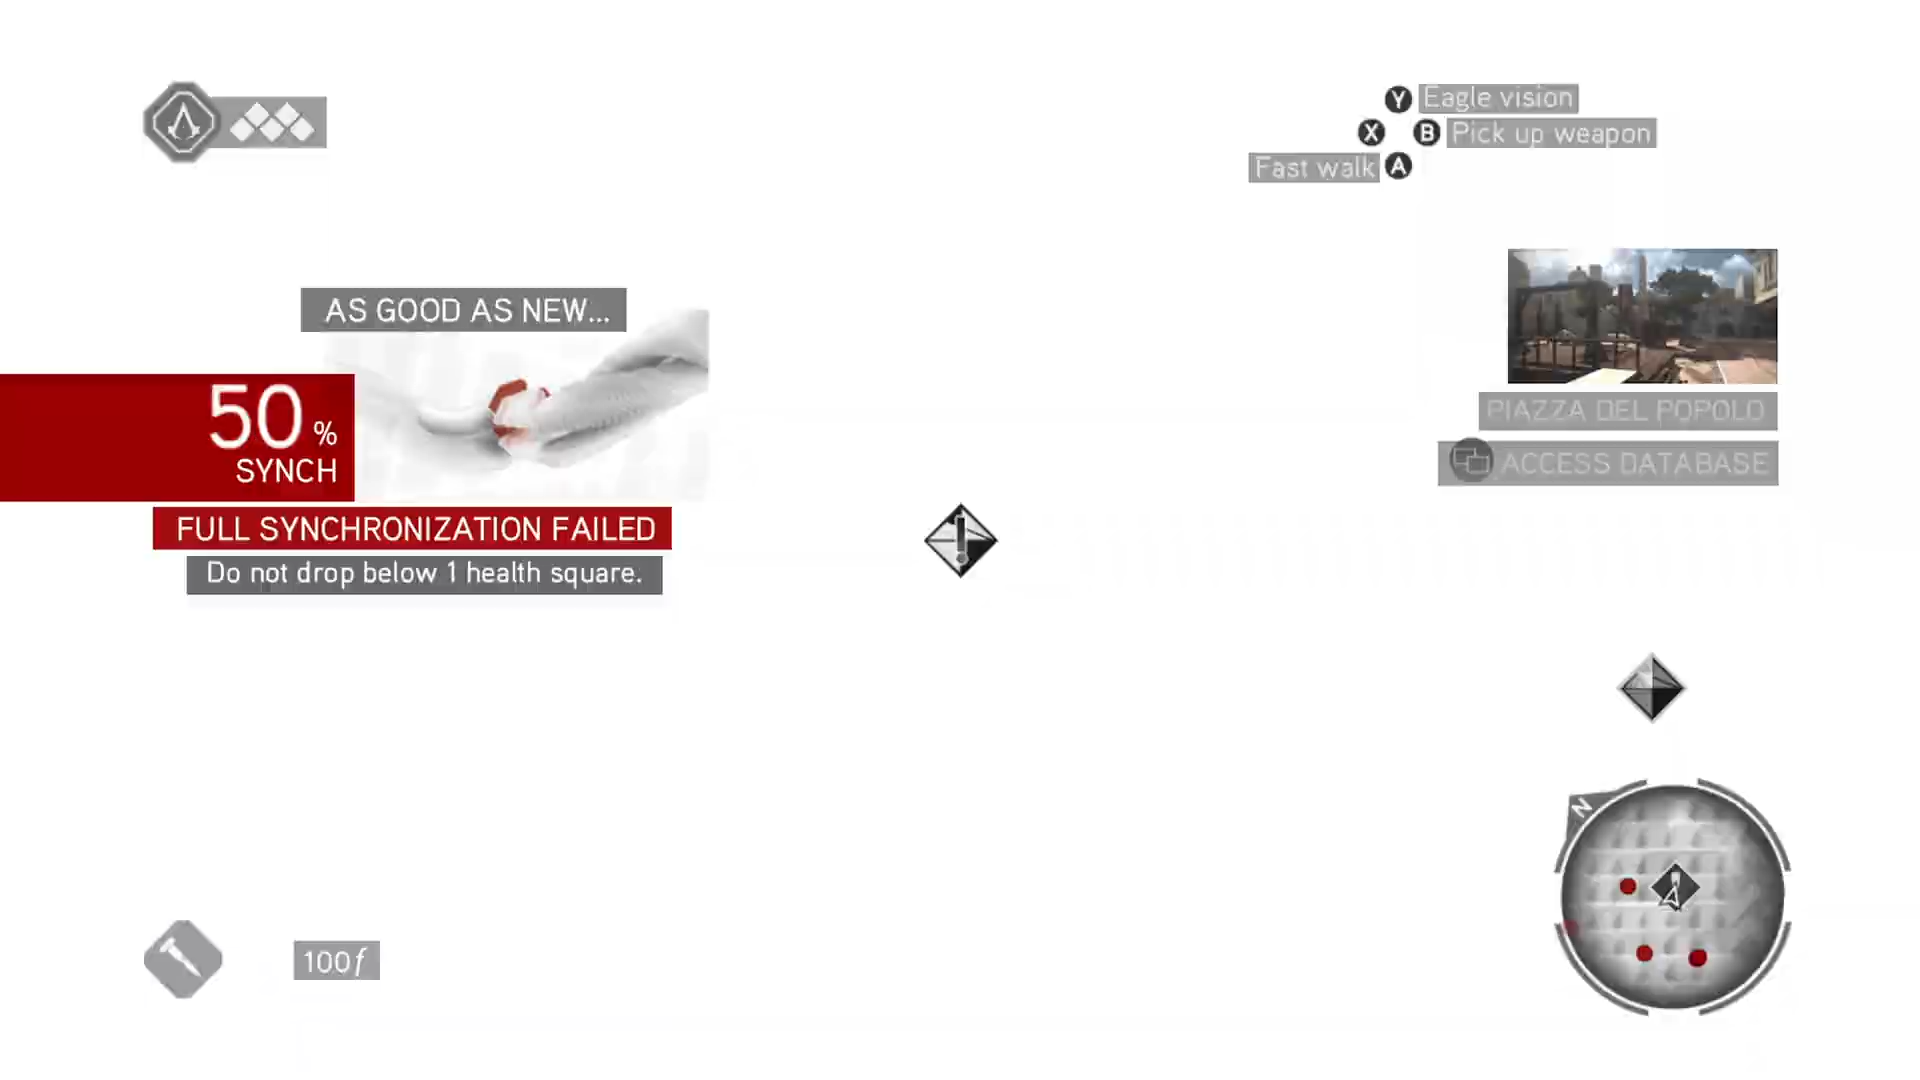 Y Eagle vision
X B Pick up weapon
Fast walk A
AS GOOD AS NEW...
50 %
SYNCH
FULL SYNCHRONIZATION FAILED
Do not drop below 1 health square.
PIAZZA DEL POPOLO
ACCESS DATABASE
N
100ƒ